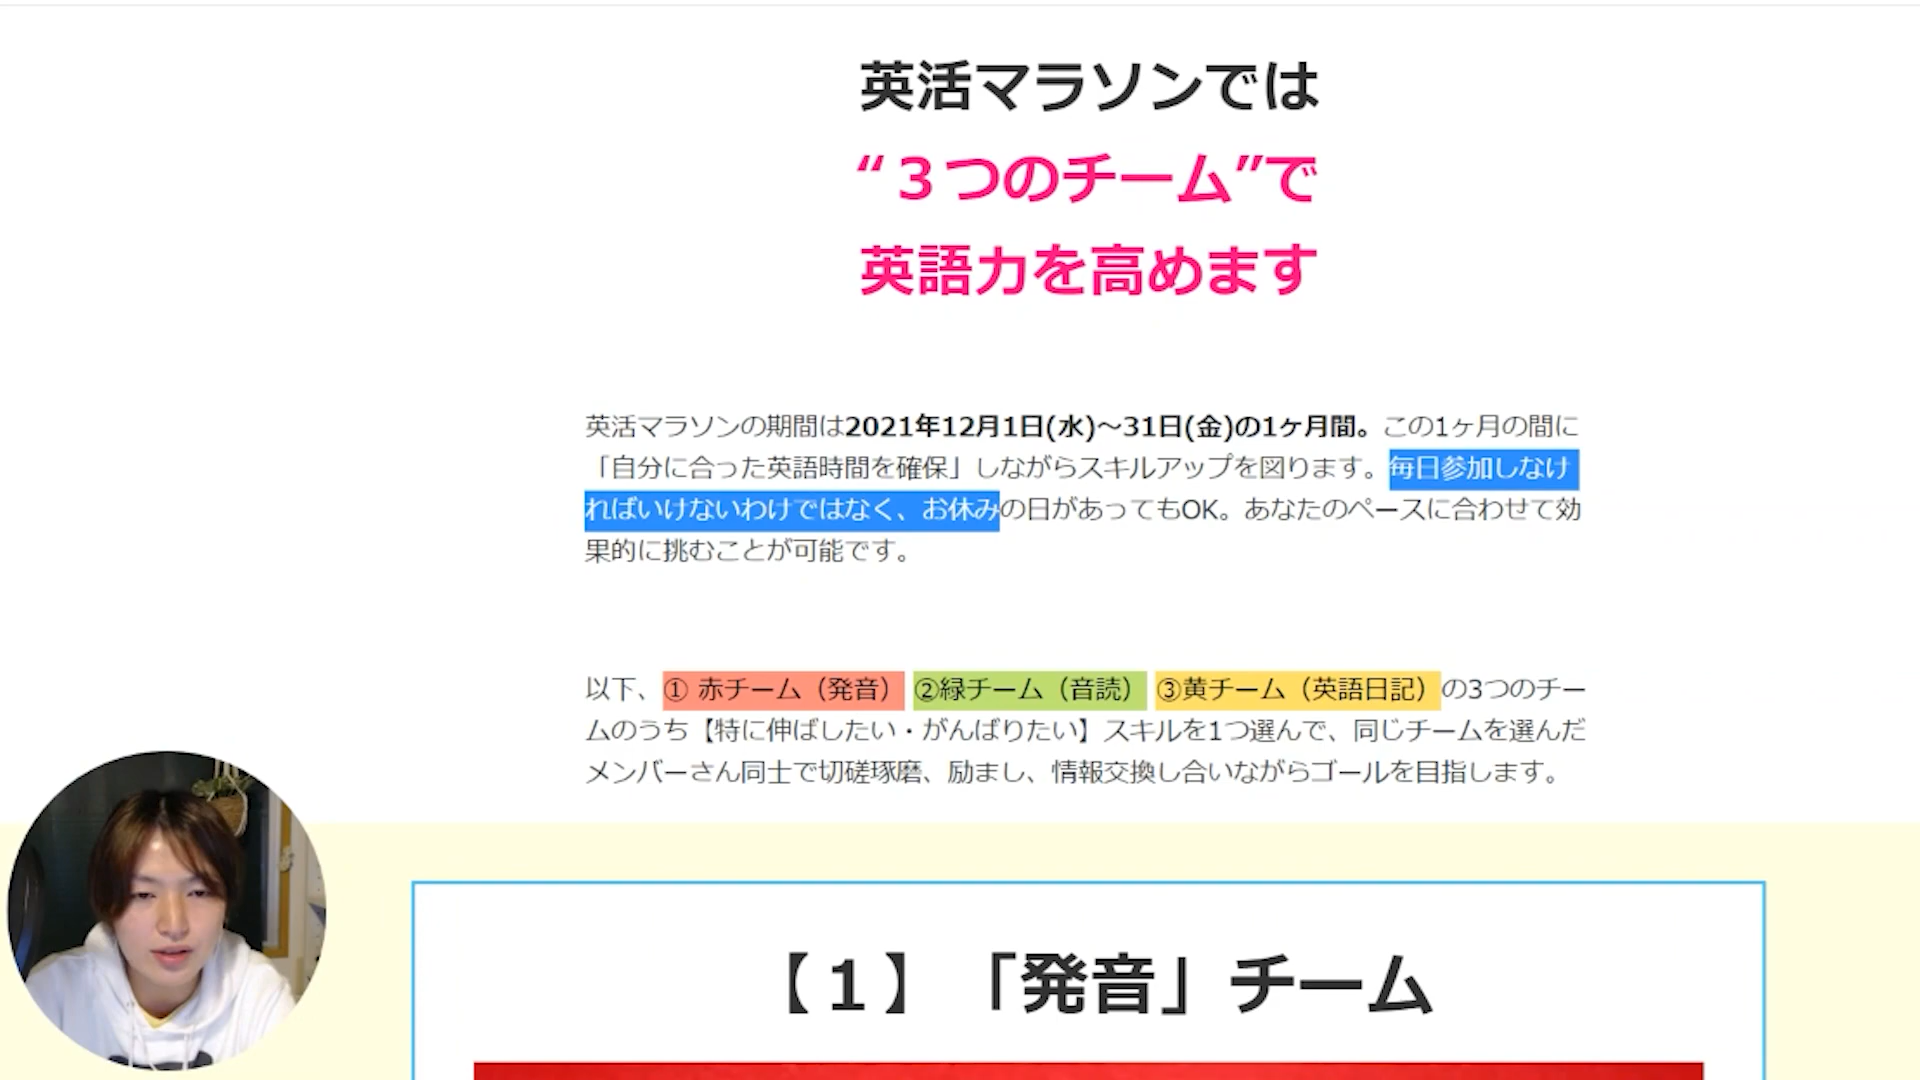 英活マラソンでは
“３つのチーム”で
英語力を高めます
英活マラソンの期間は2021年12月1日(水)～31日(金)の1ヶ月間。この1ヶ月の間に
「自分に合った英語時間を確保」しながらスキルアップを図ります。毎日参加しなけ
ればいけないわけではなく、お休みの日があってもOK。あなたのペースに合わせて効
果的に挑むことが可能です。
以下、① 赤チーム（発音） ②緑チーム（音読） ③黄チーム（英語日記）の3つのチー
ムのうち【特に伸ばしたい・がんばりたい】スキルを1つ選んで、同じチームを選んだ
メンバーさん同士で切磋琢磨、励まし、情報交換し合いながらゴールを目指します。
【１】「発音」チーム